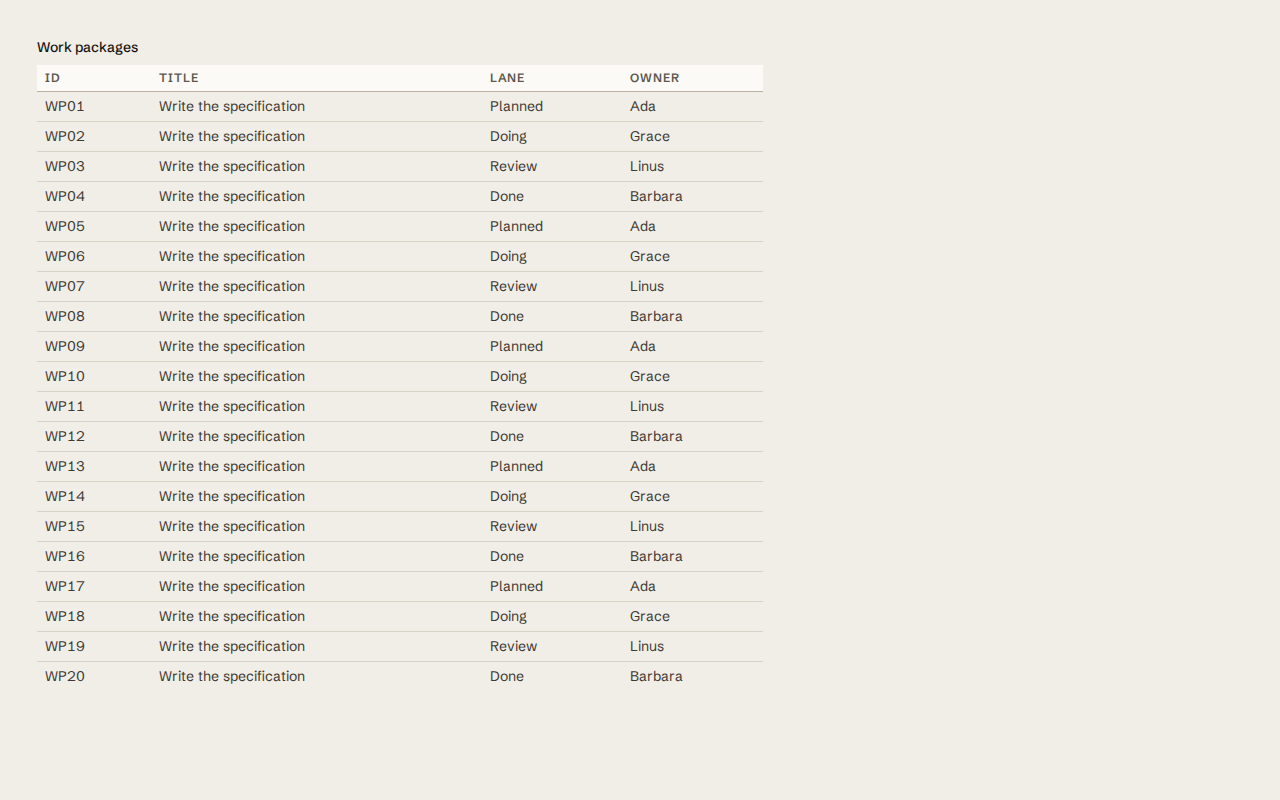 Work packages
ID TITLE LANE OWNER
WP01 Write the specification Planned Ada
WP02 Write the specification Doing Grace
WP03 Write the specification Review Linus
WP04 Write the specification Done Barbara
WP05 Write the specification Planned Ada
WP06 Write the specification Doing Grace
WP07 Write the specification Review Linus
WP08 Write the specification Done Barbara
WP09 Write the specification Planned Ada
WP10 Write the specification Doing Grace
WP11 Write the specification Review Linus
WP12 Write the specification Done Barbara
WP13 Write the specification Planned Ada
WP14 Write the specification Doing Grace
WP15 Write the specification Review Linus
WP16 Write the specification Done Barbara
WP17 Write the specification Planned Ada
WP18 Write the specification Doing Grace
WP19 Write the specification Review Linus
WP20 Write the specification Done Barbara